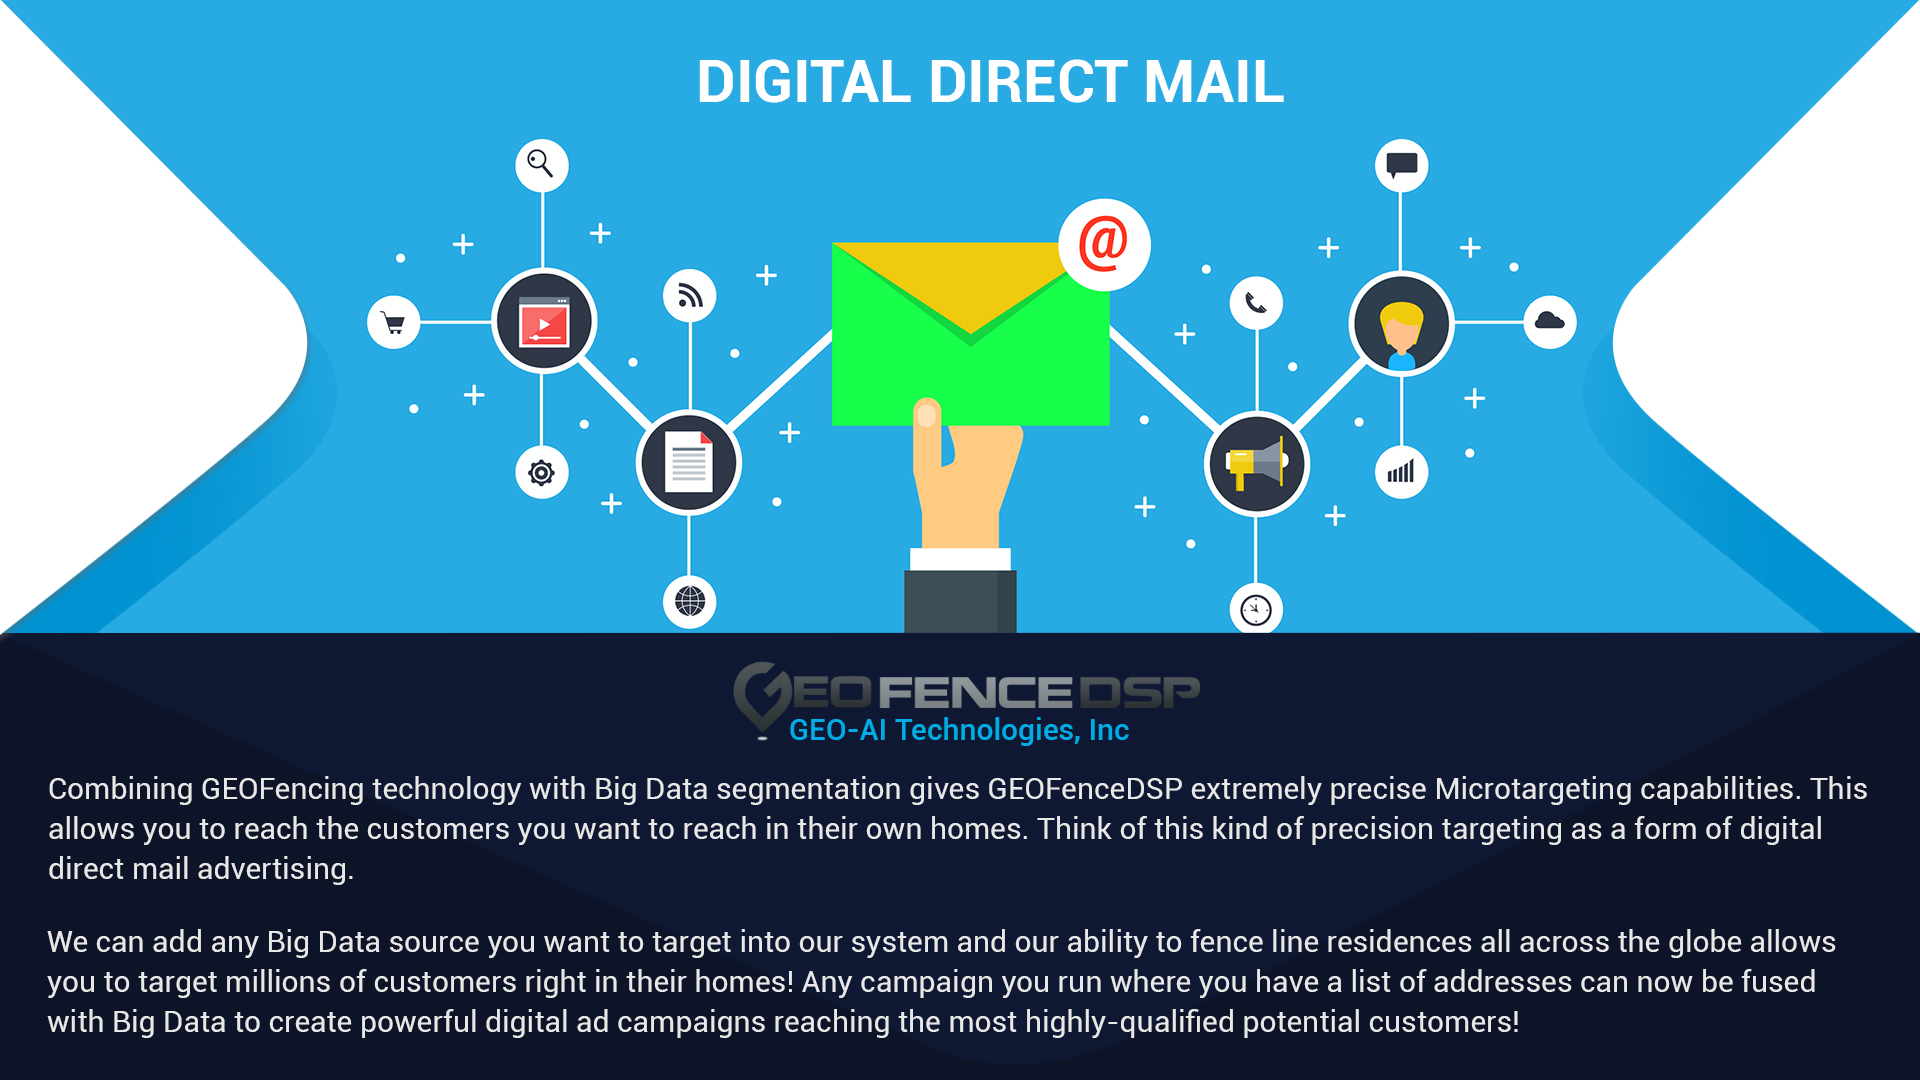 DIGITAL DIRECT MAIL
@
GEOFENCEDSP
GEO-AI Technologies, Inc
Combining GEOFencing technology with Big Data segmentation gives GEOFenceDSP extremely precise Microtargeting capabilities. This
allows you to reach the customers you want to reach in their own homes. Think of this kind of precision targeting as a form of digital
direct mail advertising.
We can add any Big Data source you want to target into our system and our ability to fence line residences all across the globe allows
you to target millions of customers right in their homes! Any campaign you run where you have a list of addresses can now be fused
with Big Data to create powerful digital ad campaigns reaching the most highly-qualified potential customers!